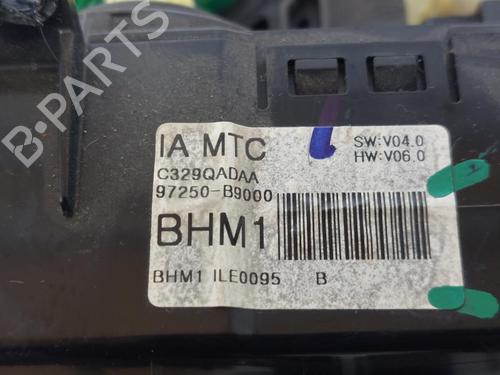 IA MTC
SW:V04.0
HW:V06.0
C329QADAA
97250-B9000
BHM1
BHM1 ILE0095 B
B-PARTS